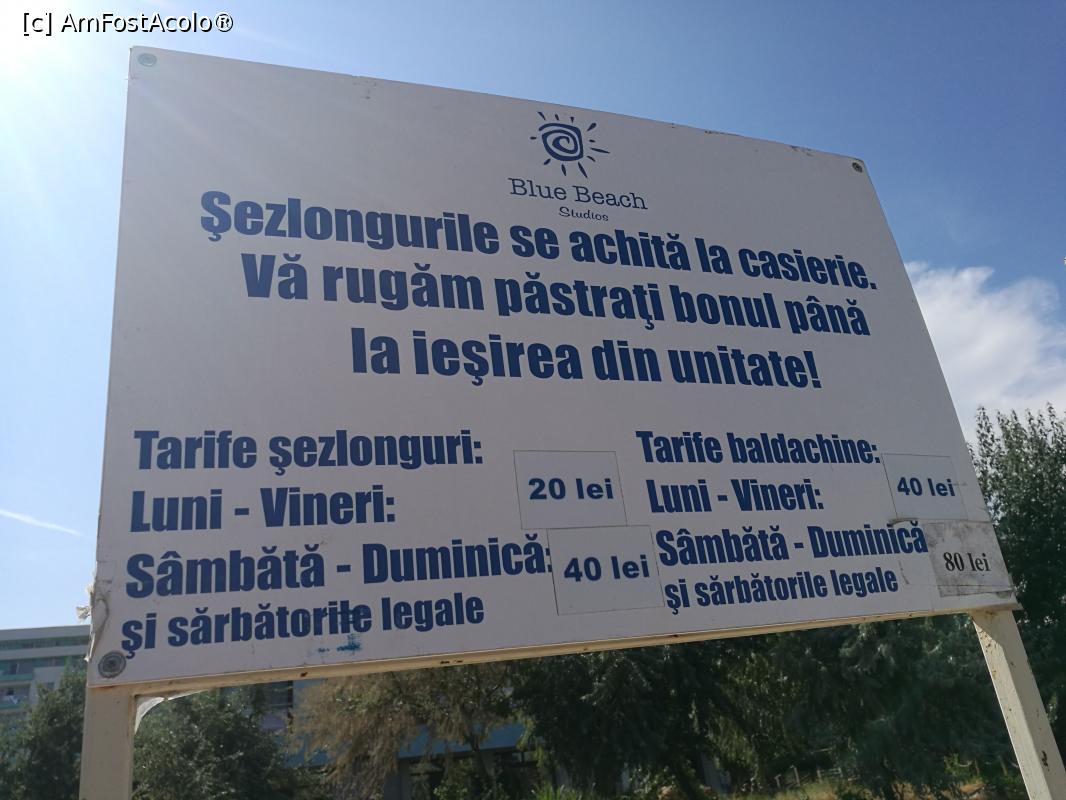 [c] AmFostAcolo®
Blue Beach
Studios
Şezlongurile se achită la casierie.
Vă rugăm păstraţi bonul până
la ieşirea din unitate!
Tarife şezlonguri:
Luni - Vineri: 20 lei
Sâmbătă - Duminică: 40 lei
şi sărbătorile legale
Tarife baldachine:
Luni - Vineri: 40 lei
Sâmbătă - Duminică 80 lei
şi sărbătorile legale